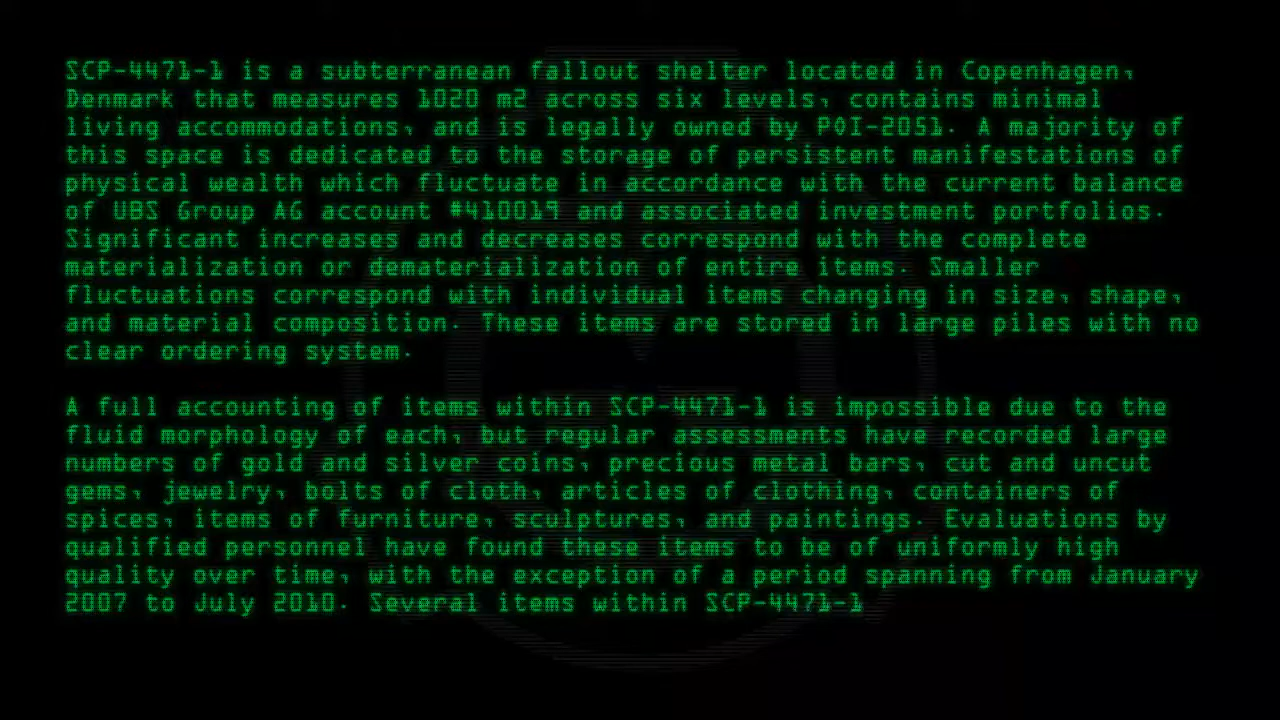 SCP-4471-1 is a subterranean fallout shelter located in Copenhagen,
Denmark that measures 1020 m2 across six levels, contains minimal
living accommodations, and is legally owned by POI-2051. A majority of
this space is dedicated to the storage of persistent manifestations of
physical wealth which fluctuate in accordance with the current balance
of UBS Group AG account #410019 and associated investment portfolios.
Significant increases and decreases correspond with the complete
materialization or dematerialization of entire items. Smaller
fluctuations correspond with individual items changing in size, shape,
and material composition. These items are stored in large piles with no
clear ordering system.
A full accounting of items within SCP-4471-1 is impossible due to the
fluid morphology of each, but regular assessments have recorded large
numbers of gold and silver coins, precious metal bars, cut and uncut
gems, jewelry, bolts of cloth, articles of clothing, containers of
spices, items of furniture, sculptures, and paintings. Evaluations by
qualified personnel have found these items to be of uniformly high
quality over time, with the exception of a period spanning from January
2007 to July 2010. Several items within SCP-4471-1